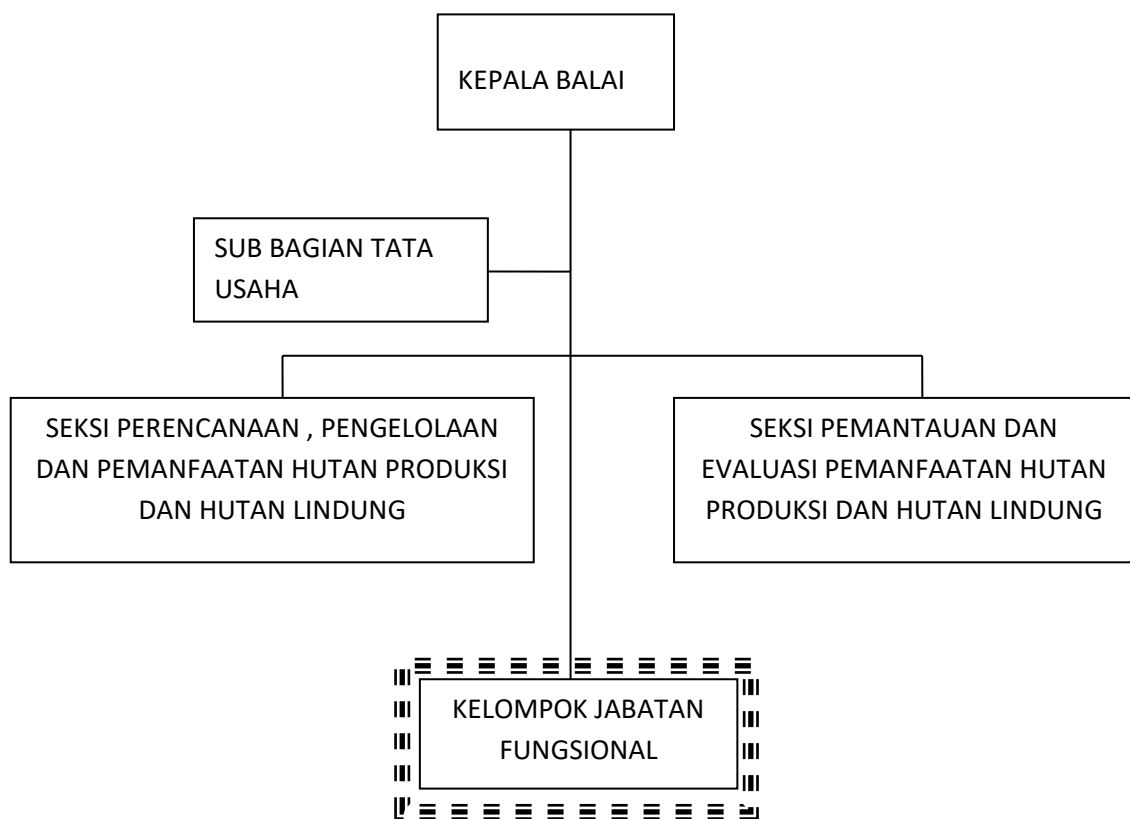 KEPALA BALAI
SUB BAGIAN TATA
USAHA
SEKSI PERENCANAAN , PENGELOLAAN
DAN PEMANFAATAN HUTAN PRODUKSI
DAN HUTAN LINDUNG
SEKSI PEMANTAUAN DAN
EVALUASI PEMANFAATAN HUTAN
PRODUKSI DAN HUTAN LINDUNG
KELOMPOK JABATAN
FUNGSIONAL